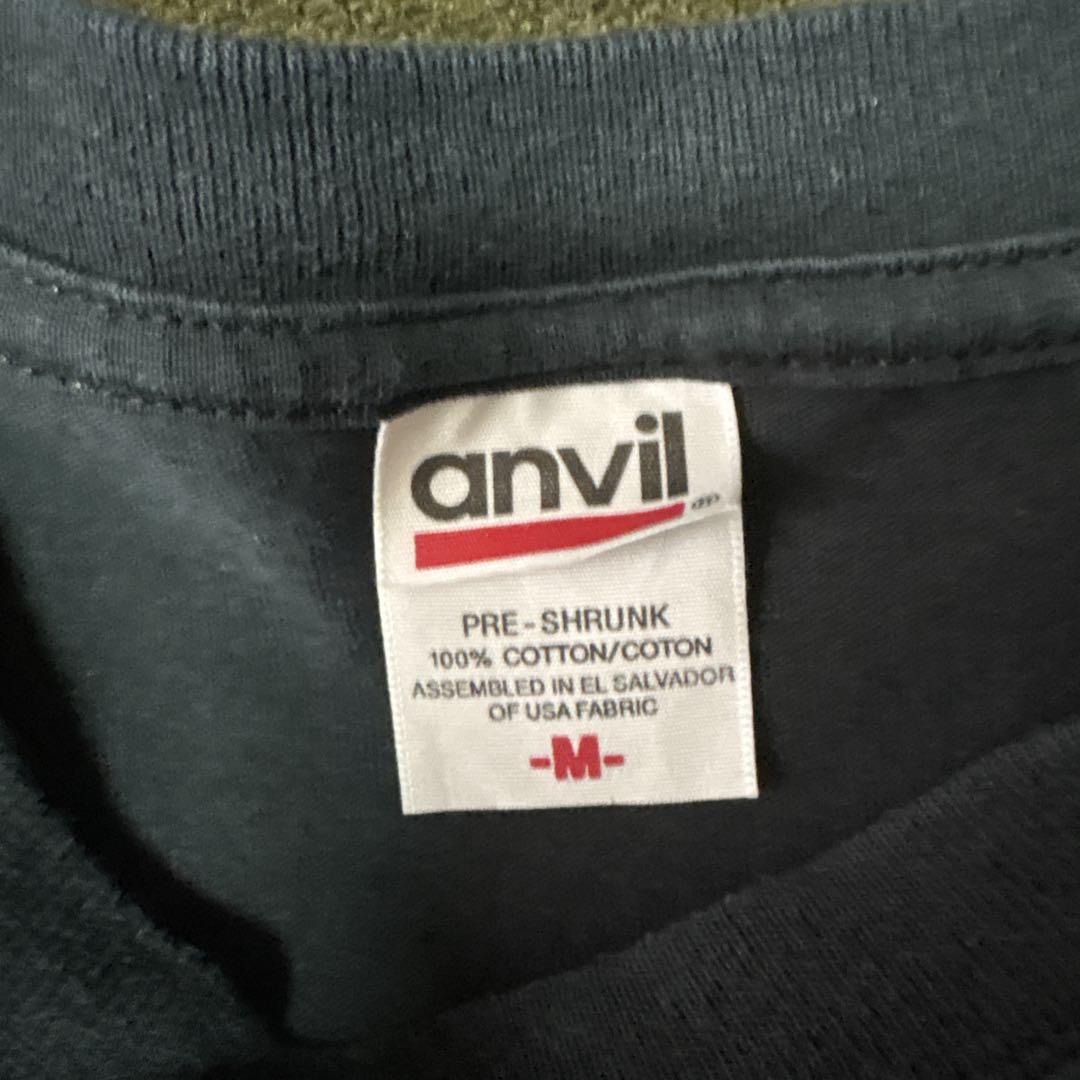 anvil
PRE-SHRUNK
100% COTTON/COTON
ASSEMBLED IN EL SALVADOR
OF USA FABRIC
-M-